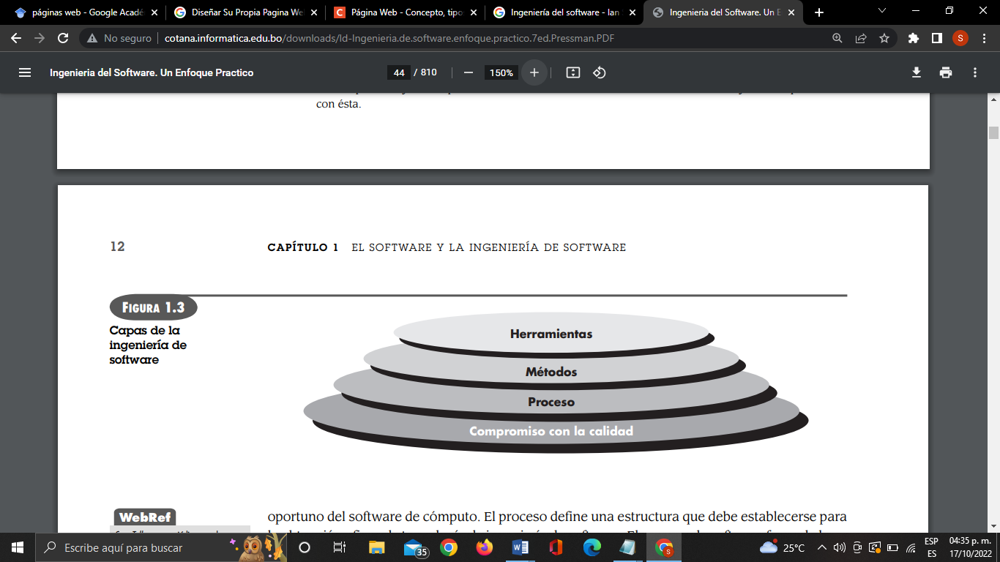 páginas web - Google Acadé
Diseñar Su Propia Pagina We
Página Web - Concepto, tipo
Ingeniería del software - Ian
Ingenieria del Software. Un E
No seguro
cotana.informatica.edu.bo/downloads/ld-Ingenieria.de.software.enfoque.practico.7ed.Pressman.PDF
S
Ingenieria del Software. Un Enfoque Practico
44 / 810
150%
con ésta.
12
CAPÍTULO 1 EL SOFTWARE Y LA INGENIERÍA DE SOFTWARE
FIGURA 1.3
Capas de la
ingeniería de
software
Herramientas
Métodos
Proceso
Compromiso con la calidad
WebRef
oportuno del software de cómputo. El proceso define una estructura que debe establecerse para
Escribe aquí para buscar
35
25°C
ESP
ES
04:35 p. m.
17/10/2022